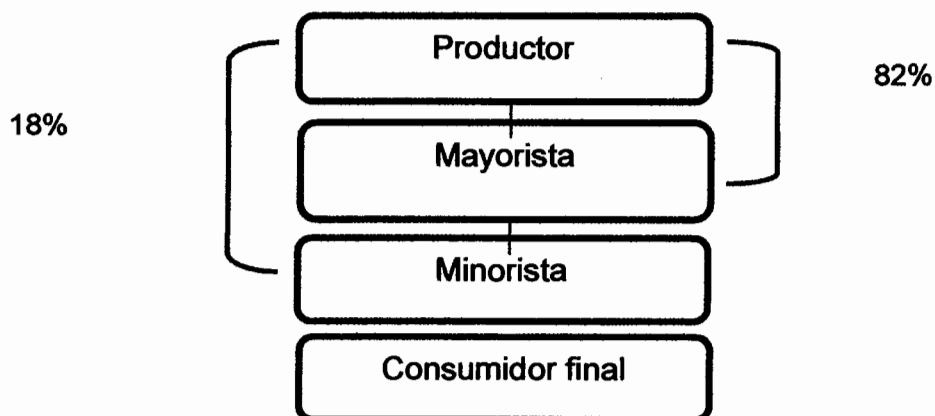 Productor
82%
18%
Mayorista
Minorista
Consumidor final